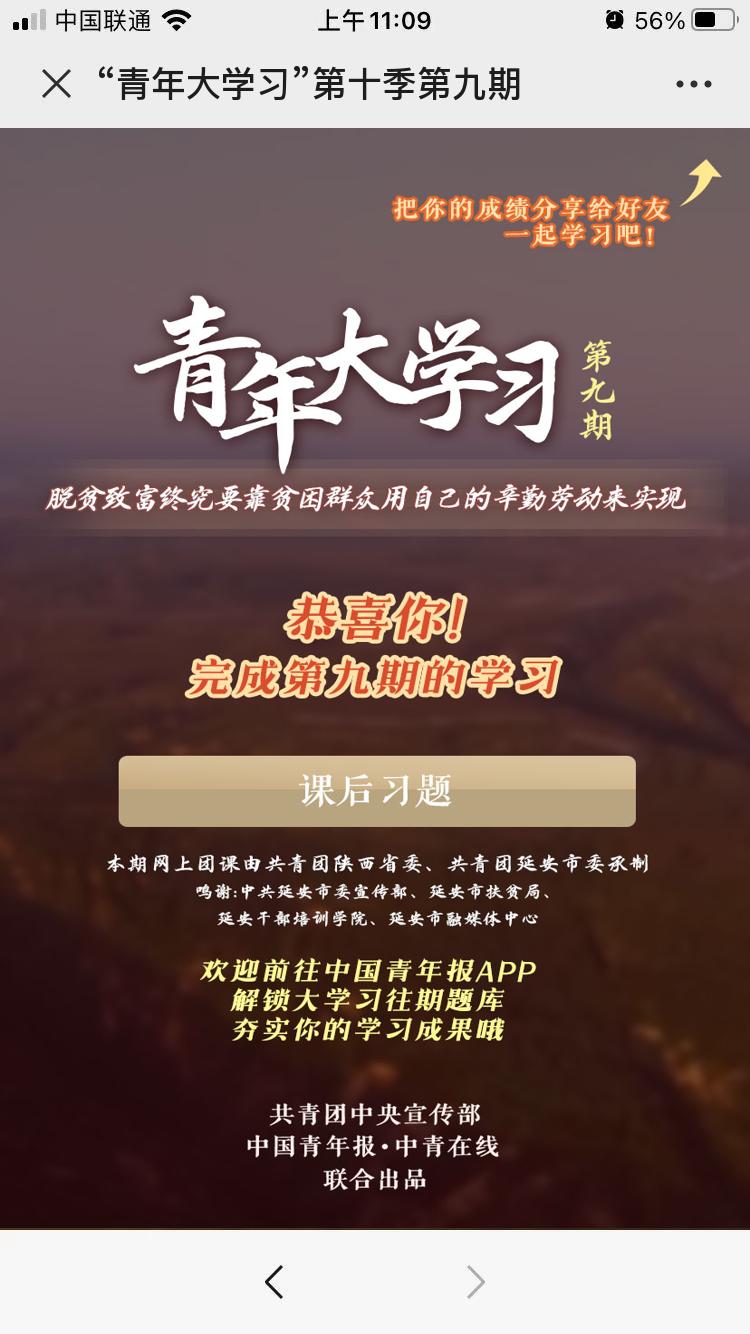 中国联通
上午11:09
56%
“青年大学习”第十季第九期
把你的成绩分享给好友
一起学习吧!
青年大学习
第九期
脱贫致富终究要靠贫困群众用自己的辛勤劳动来实现
恭喜你!
完成第九期的学习
课后习题
本期网上团课由共青团陕西省委、共青团延安市委承制
鸣谢:中共延安市委宣传部、延安市扶贫局、
延安干部培训学院、延安市融媒体中心
欢迎前往中国青年报APP
解锁大学习往期题库
夯实你的学习成果哦
共青团中央宣传部
中国青年报·中青在线
联合出品